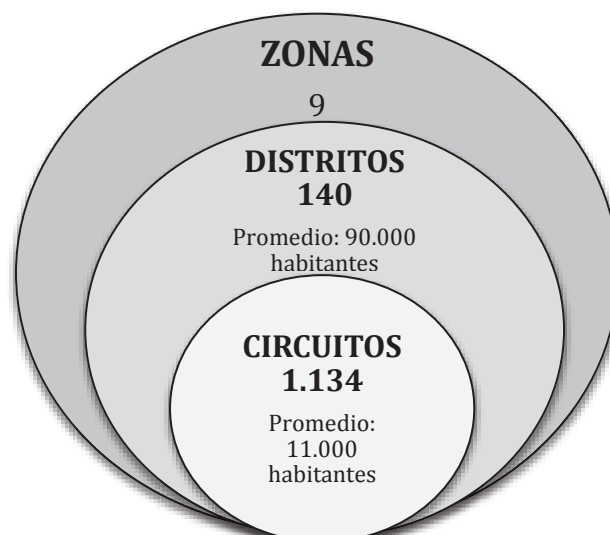 ZONAS
9
DISTRITOS
140
Promedio: 90.000
habitantes
CIRCUITOS
1.134
Promedio:
11.000
habitantes